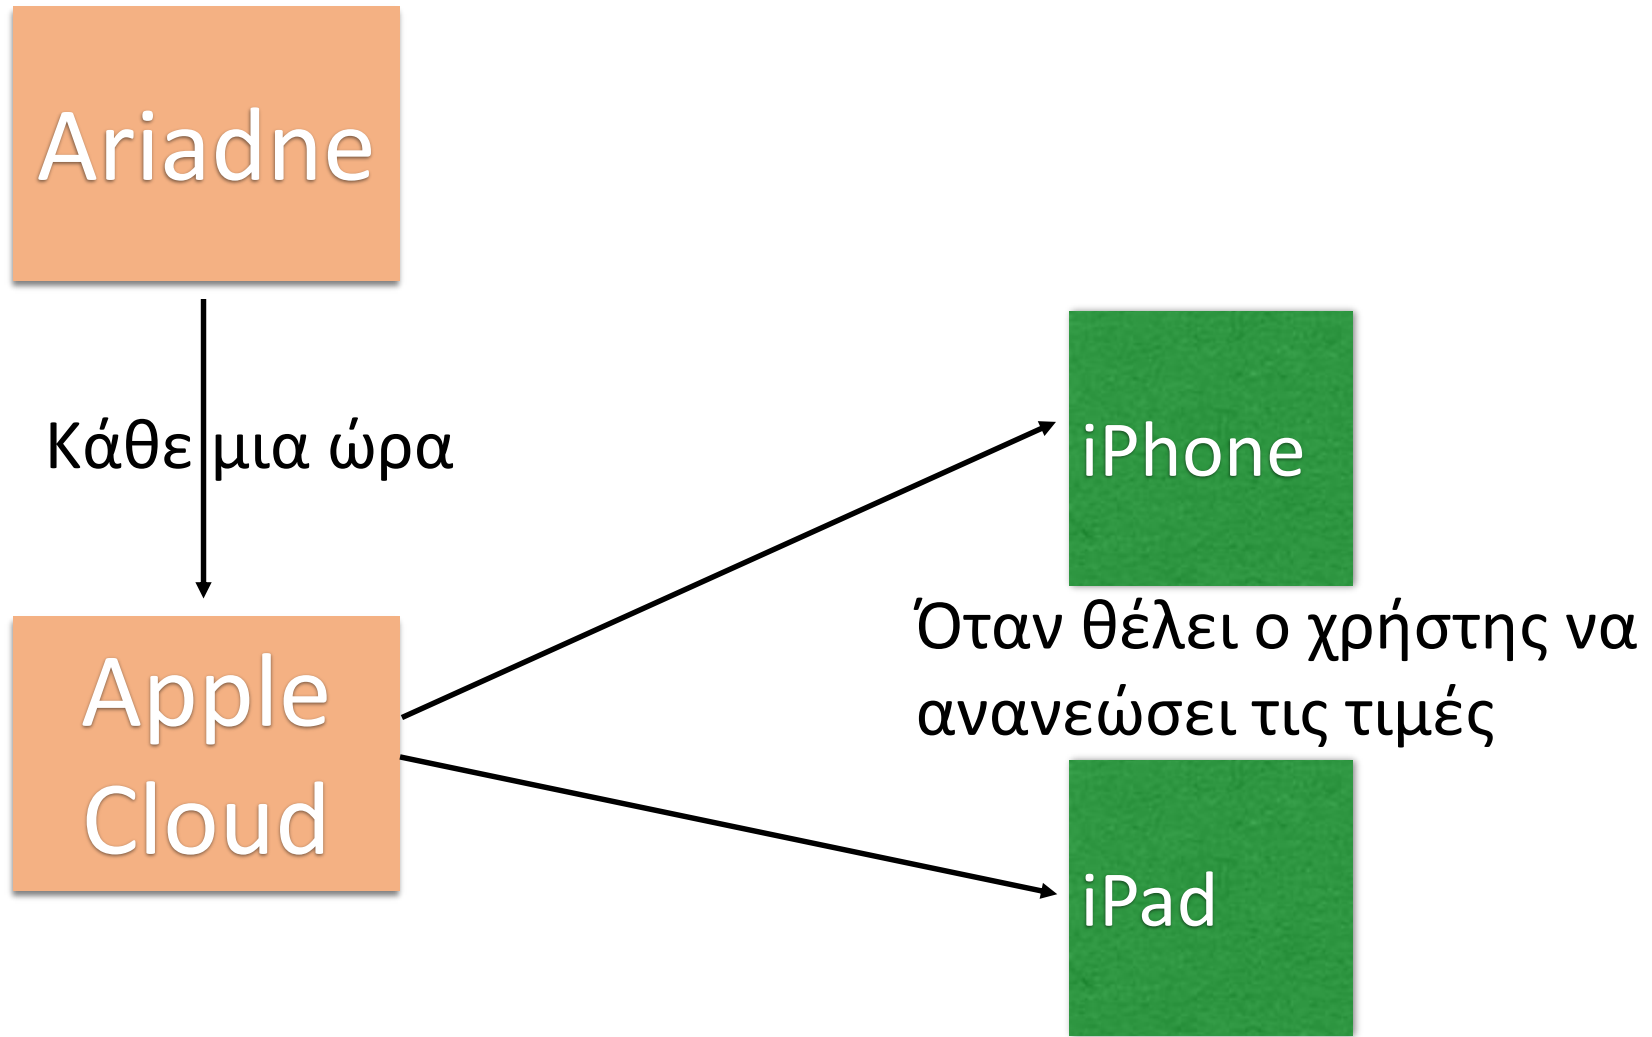 Ariadne
Κάθε μια ώρα
Apple
Cloud
iPhone
Όταν θέλει ο χρήστης να
ανανεώσει τις τιμές
iPad